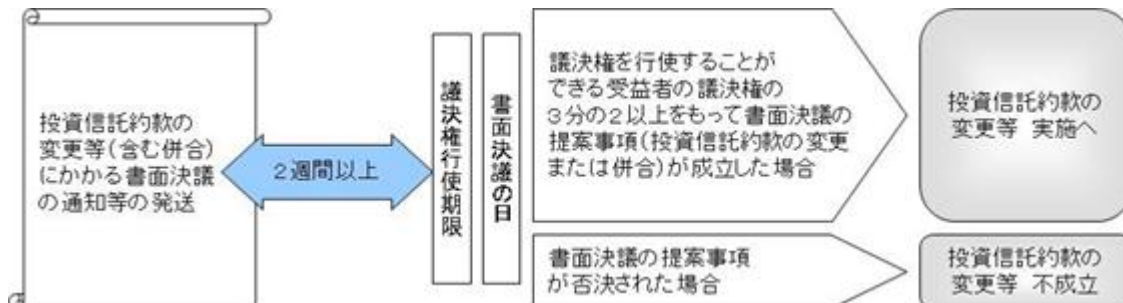 投資信託約款の
変更等(含む併合)
にかかる書面決議
の通知等の発送
2週間以上
議決権行使期限
書面決議の日
議決権を行使することが
できる受益者の議決権の
3分の2以上をもって書面決議の
提案事項(投資信託約款の変更
または併合)が成立した場合
投資信託約款の
変更等 実施へ
書面決議の提案事項
が否決された場合
投資信託約款の
変更等 不成立